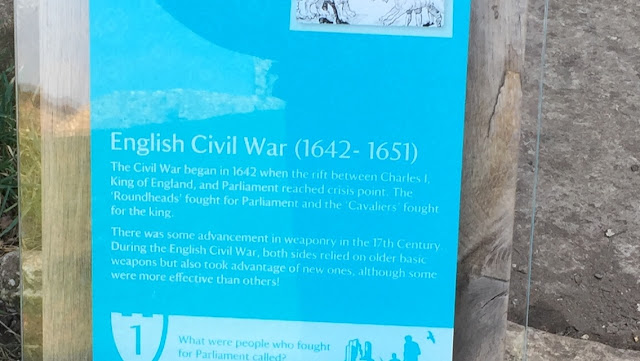 English Civil War (1642- 1651)
The Civil War began in 1642 when the rift between Charles I,
King of England, and Parliament reached crisis point. The
'Roundheads' fought for Parliament and the 'Cavaliers' fought
for the king.
There was some advancement in weaponry in the 17th Century.
During the English Civil War, both sides relied on older basic
weapons but also took advantage of new ones, although some
were more effective than others!
1
What were people who fought
for Parliament called?